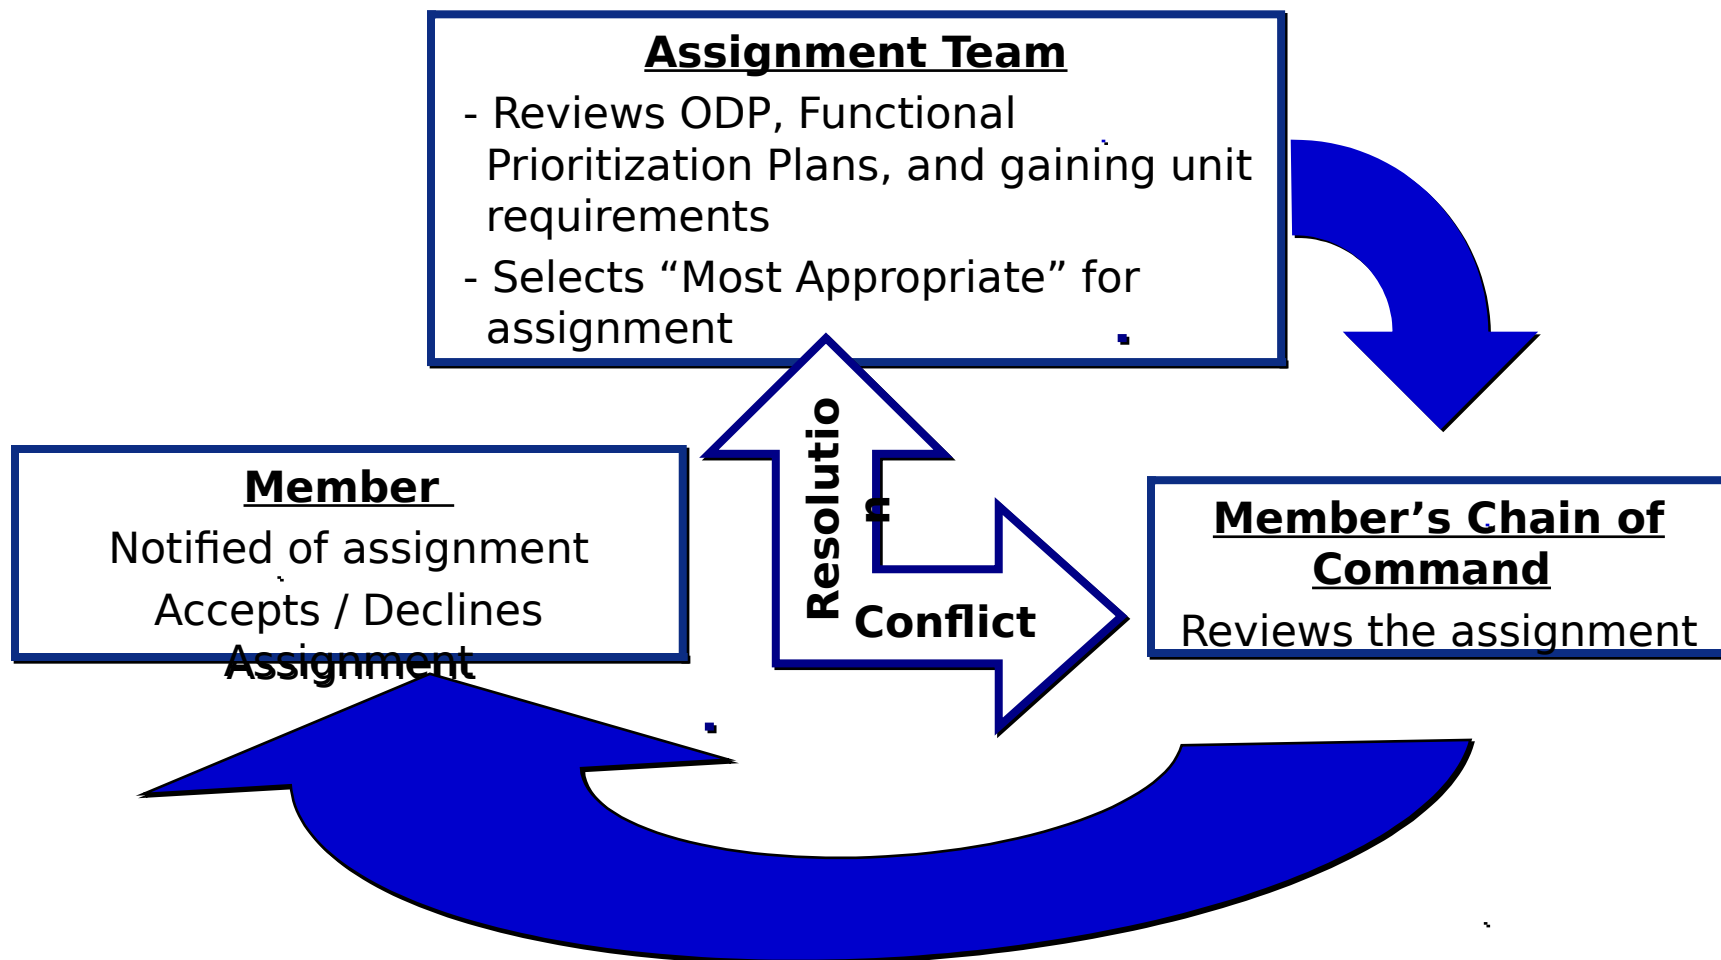 Assignment Team
- Reviews ODP, Functional
Prioritization Plans, and gaining unit
requirements
- Selects “Most Appropriate” for
assignment
Resolutio
n
Conflict
Member
Notified of assignment
Accepts / Declines
Assignment
Member’s Chain of
Command
Reviews the assignment